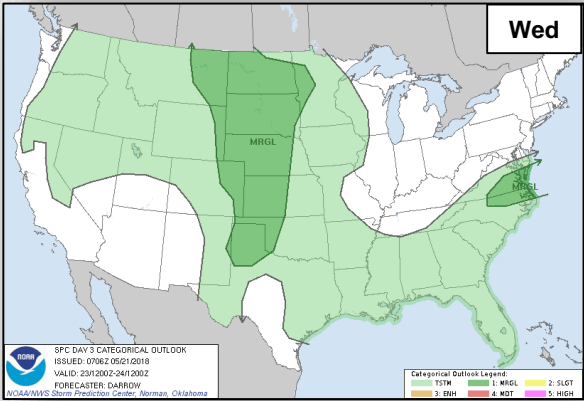 Wed
MRGL
MRGL
SPC DAY 3 CATEGORICAL OUTLOOK
ISSUED: 0706Z 05/21/2018
VALID: 23/1200Z-24/1200Z
FORECASTER: DARROW
NOAA/NWS Storm Prediction Center, Norman, Oklahoma
NOAA
Categorical Outlook Legend:
TSTM 1: MRGL 2: SLGT
3: ENH 4: MDT 5: HIGH